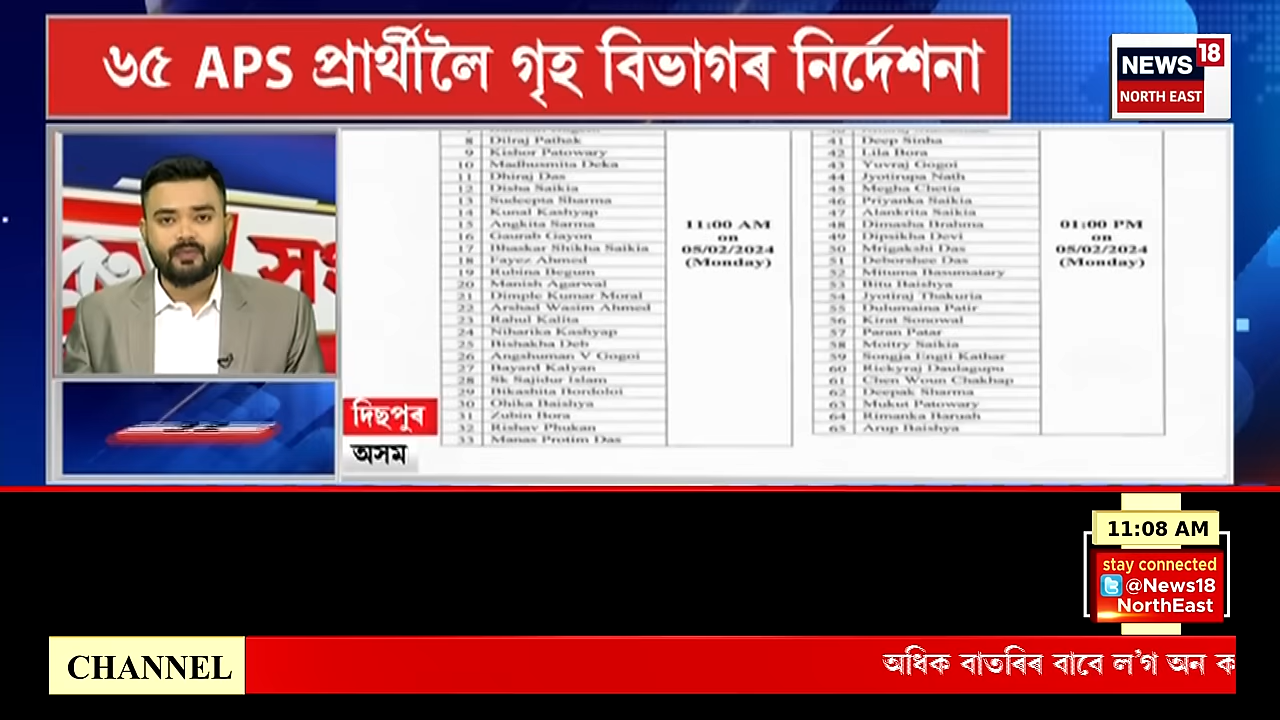 ৬৫ APS প্ৰাৰ্থীলৈ গৃহ বিভাগৰ নিৰ্দেশনা
NEWS 18
NORTH EAST
8 Dilraj Pathak
9 Kishor Patowary
10 Madhusmita Deka
11 Dhiraj Das
12 Disha Saikia
13 Sudeepta Sharma
14 Kunal Kashyap
15 Angkita Sarma
16 Gaurab Gayon
17 Bhaskar Shikha Saikia
18 Fayez Ahmed
19 Rubina Begum
20 Manish Agarwal
21 Dimple Kumar Moral
22 Arshad Wasim Ahmed
23 Rahul Kalita
24 Niharika Kashyap
25 Bishakha Deb
26 Angshuman V Gogoi
27 Bayard Kalyan
28 Sk Sajidur Islam
29 Bikashita Bordoloi
30 Ohika Baishya
31 Zubin Bora
32 Rishav Phukan
33 Manas Protim Das
11:00 AM
on
05/02/2024
(Monday)
41 Deep Sinha
42 Lila Bora
43 Yuvraj Gogoi
44 Jyotirupa Nath
45 Megha Chetia
46 Priyanka Saikia
47 Alankrita Saikia
48 Dimasha Brahma
49 Dipsikha Devi
50 Mrigakshi Das
51 Deborshee Das
52 Mituma Basumatary
53 Bitu Baishya
54 Jyotiraj Thakuria
55 Dulumaina Patir
56 Kirat Sonowal
57 Paran Patar
58 Moitry Saikia
59 Songja Engti Kathar
60 Rickyraj Daulagupu
61 Chen Woun Chakhap
62 Deepak Sharma
63 Mukut Patowary
64 Rimanka Baruah
65 Arup Baishya
01:00 PM
on
05/02/2024
(Monday)
দিছপুৰ
অসম
11:08 AM
stay connected
@News18
NorthEast
CHANNEL
অধিক বাতৰিৰ বাবে ল'গ অন ক